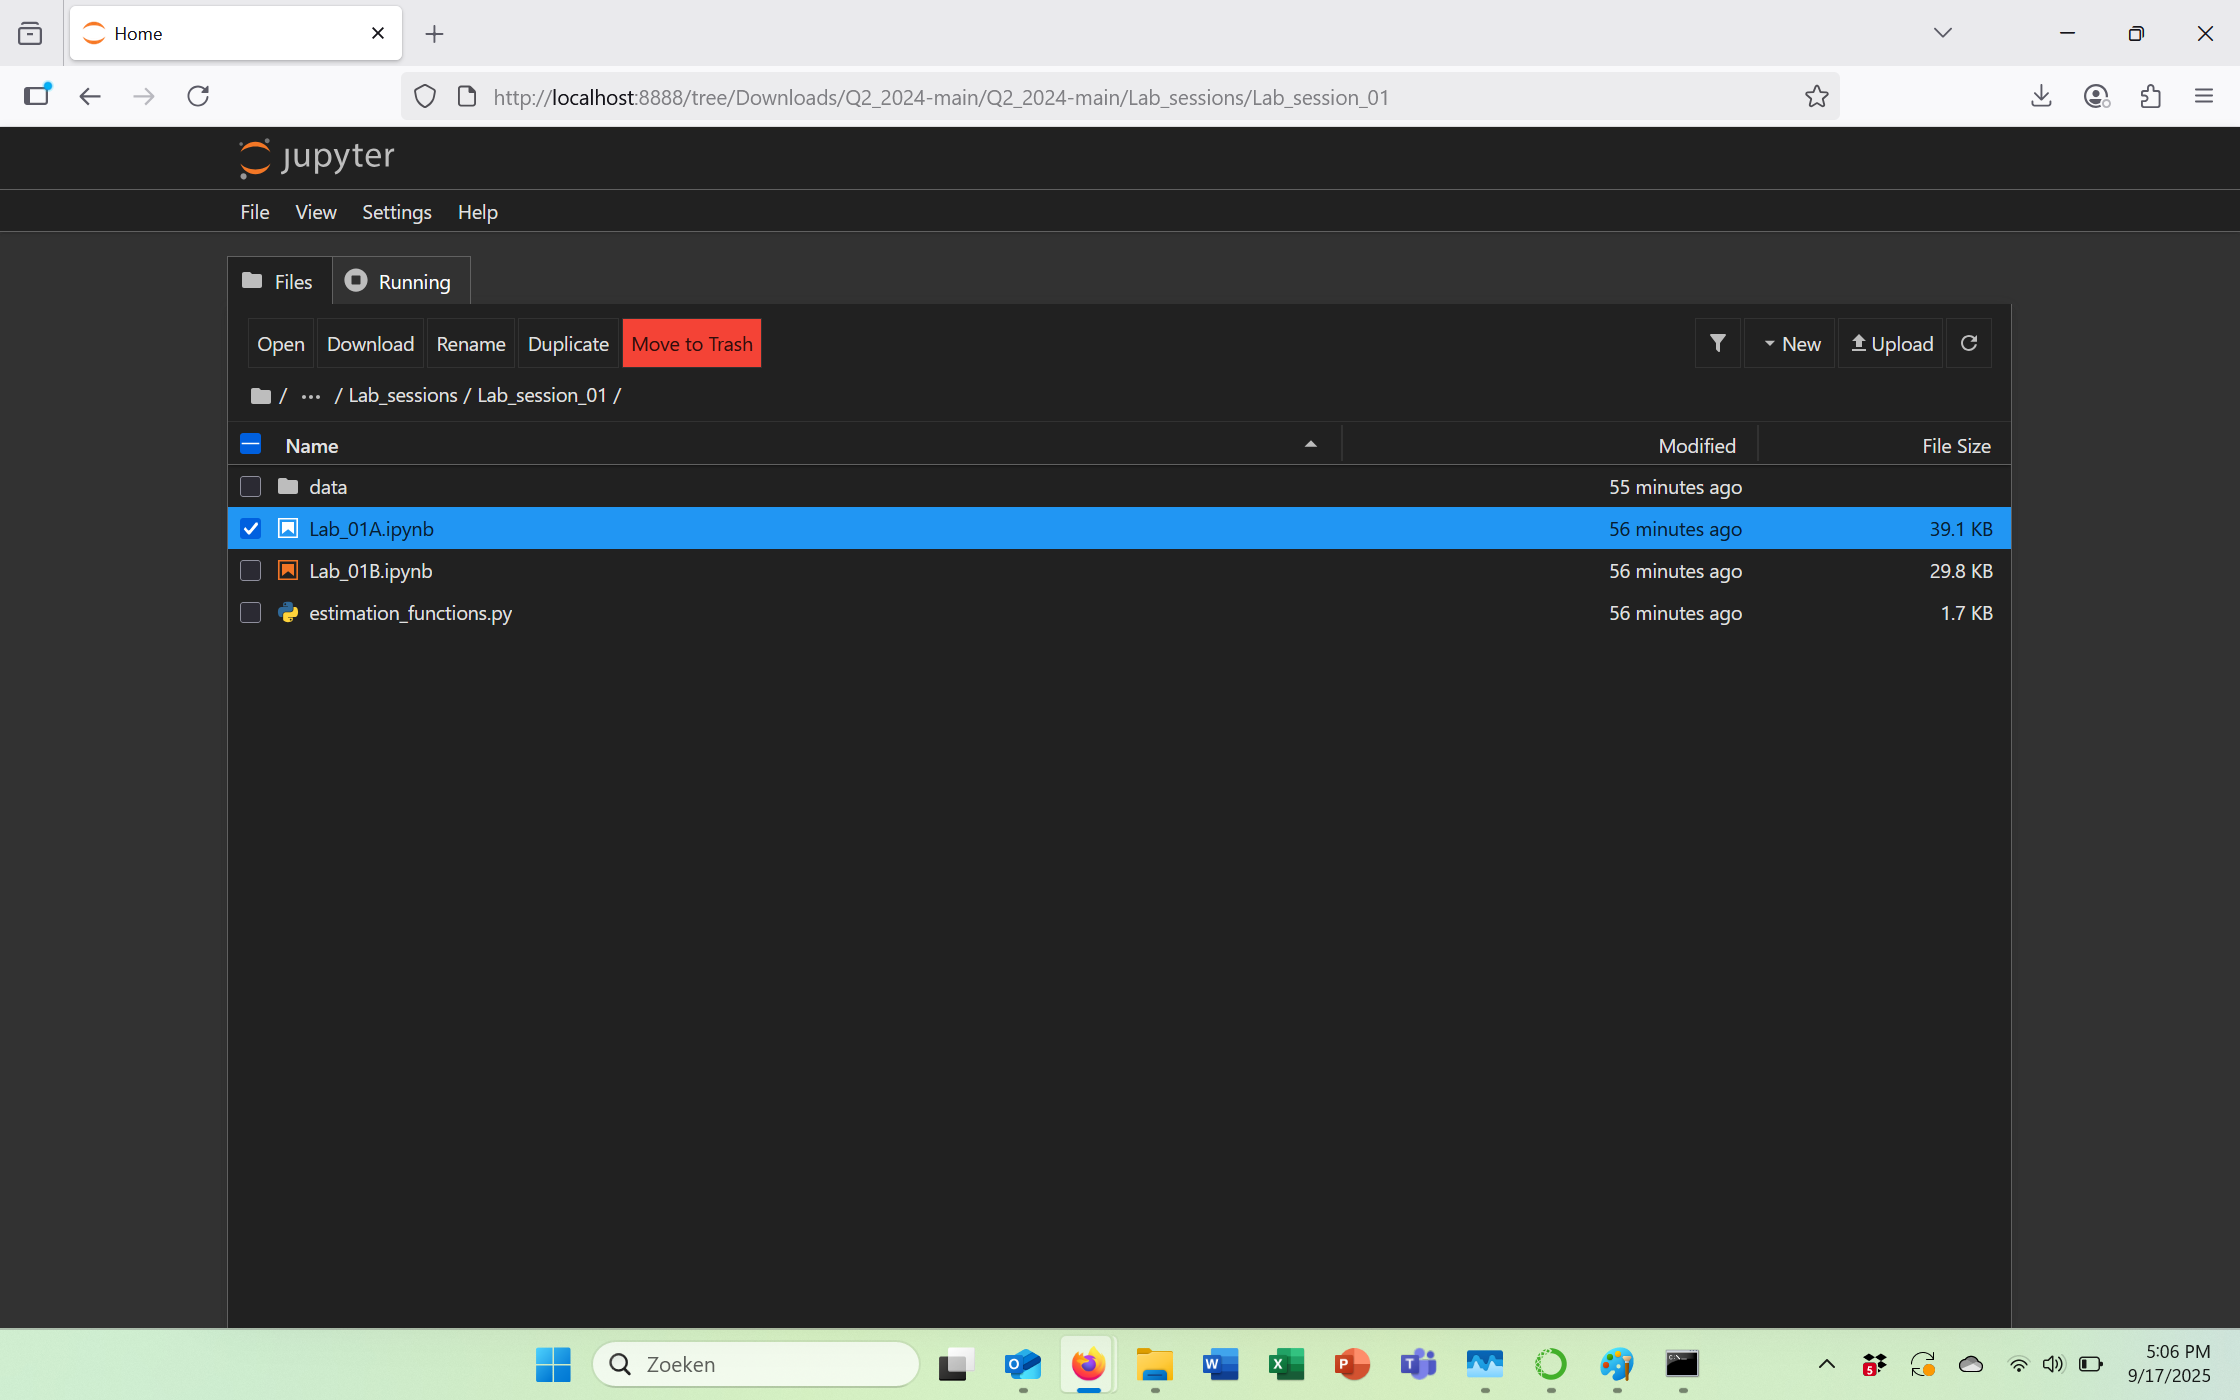 Home
http://localhost:8888/tree/Downloads/Q2_2024-main/Q2_2024-main/Lab_sessions/Lab_session_01
jupyter
File View Settings Help
Files Running
Open Download Rename Duplicate Move to Trash New Upload
/ ... / Lab_sessions / Lab_session_01 /
Name Modified File Size
data 55 minutes ago
Lab_01A.ipynb 56 minutes ago 39.1 KB
Lab_01B.ipynb 56 minutes ago 29.8 KB
estimation_functions.py 56 minutes ago 1.7 KB
Zoeken
5:06 PM
9/17/2025